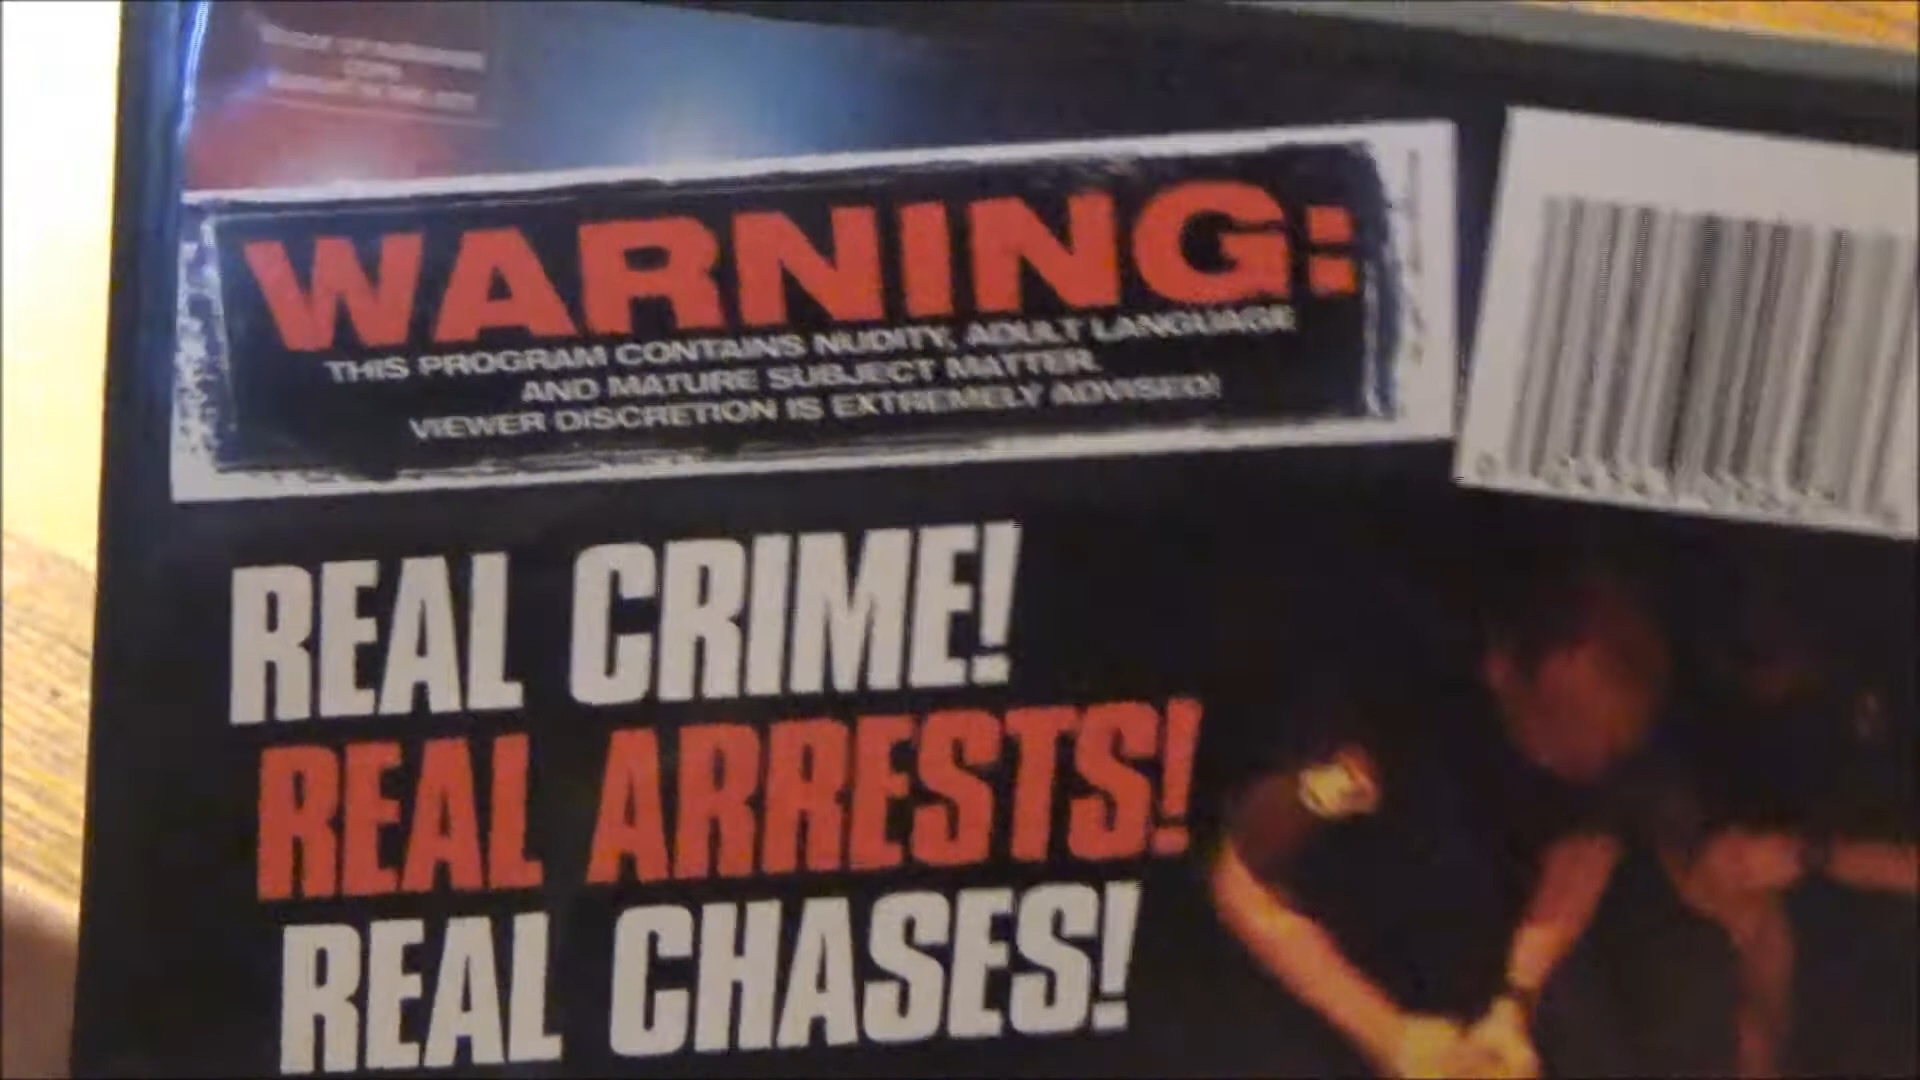 WARNING:
THIS PROGRAM CONTAINS NUDITY, ADULT LANGUAGE
AND MATURE SUBJECT MATTER.
VIEWER DISCRETION IS EXTREMELY ADVISED!
REAL CRIME!
REAL ARRESTS!
REAL CHASES!